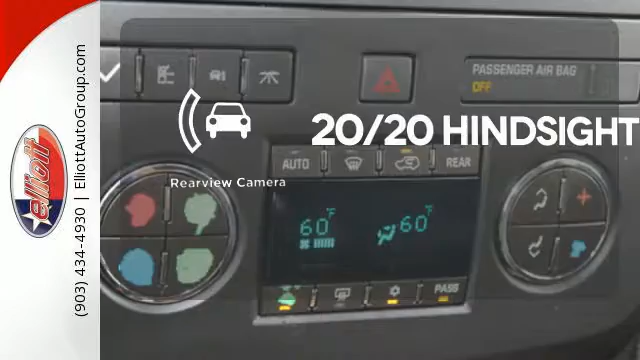 (903) 434-4930 | ElliottAutoGroup.com
elliott
20/20 HINDSIGHT
Rearview Camera
PASSENGER AIR BAG
OFF
AUTO
REAR
60°F
60°F
PASS